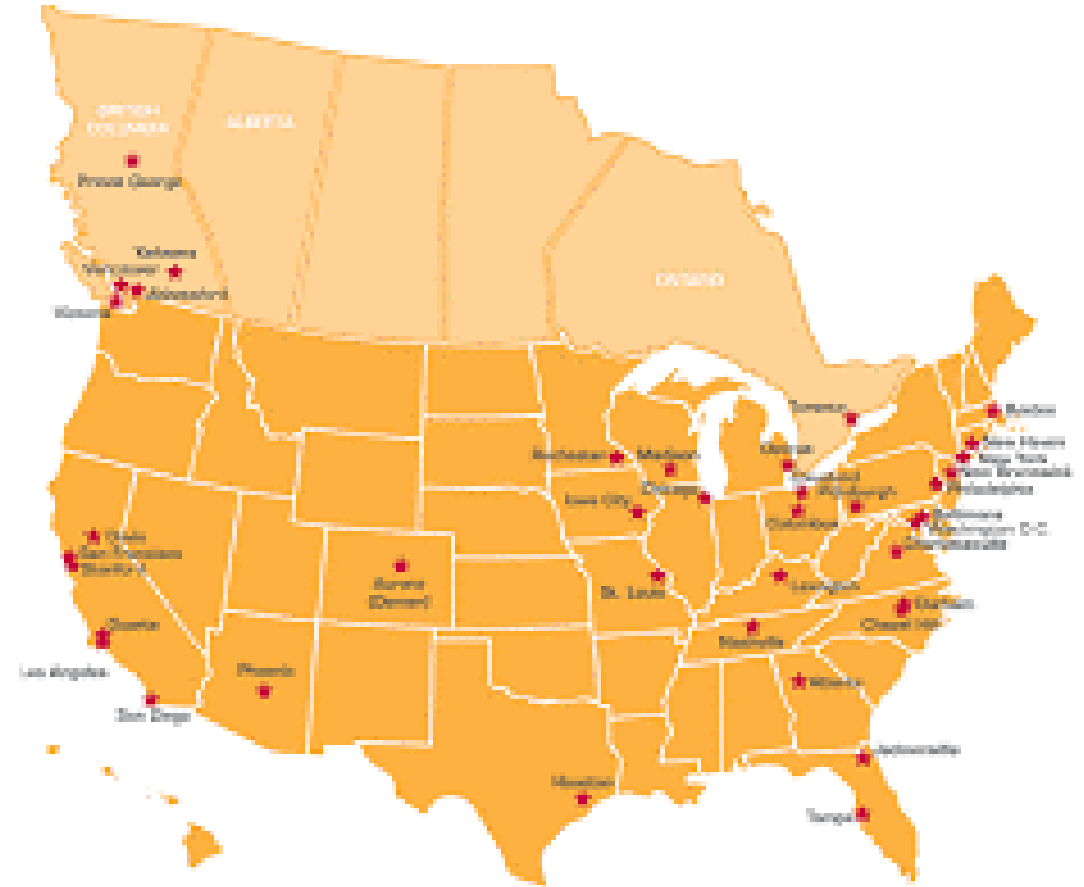 BRITISH
COLUMBIA
ALBERTA
Prince George
Kelowna
Vancouver
Abbotsford
Victoria
ONTARIO
Toronto
Boston
New Haven
New York
New Brunswick
Philadelphia
Rochester
Madison
Detroit
Cleveland
Pittsburgh
Chicago
Iowa City
Columbus
Baltimore
Washington D.C.
Charlottesville
Davis
San Francisco
Stanford
Aurora
(Denver)
St. Louis
Lexington
Durham
Chapel Hill
Duarte
Nashville
Los Angeles
Phoenix
Atlanta
San Diego
Jacksonville
Houston
Tampa